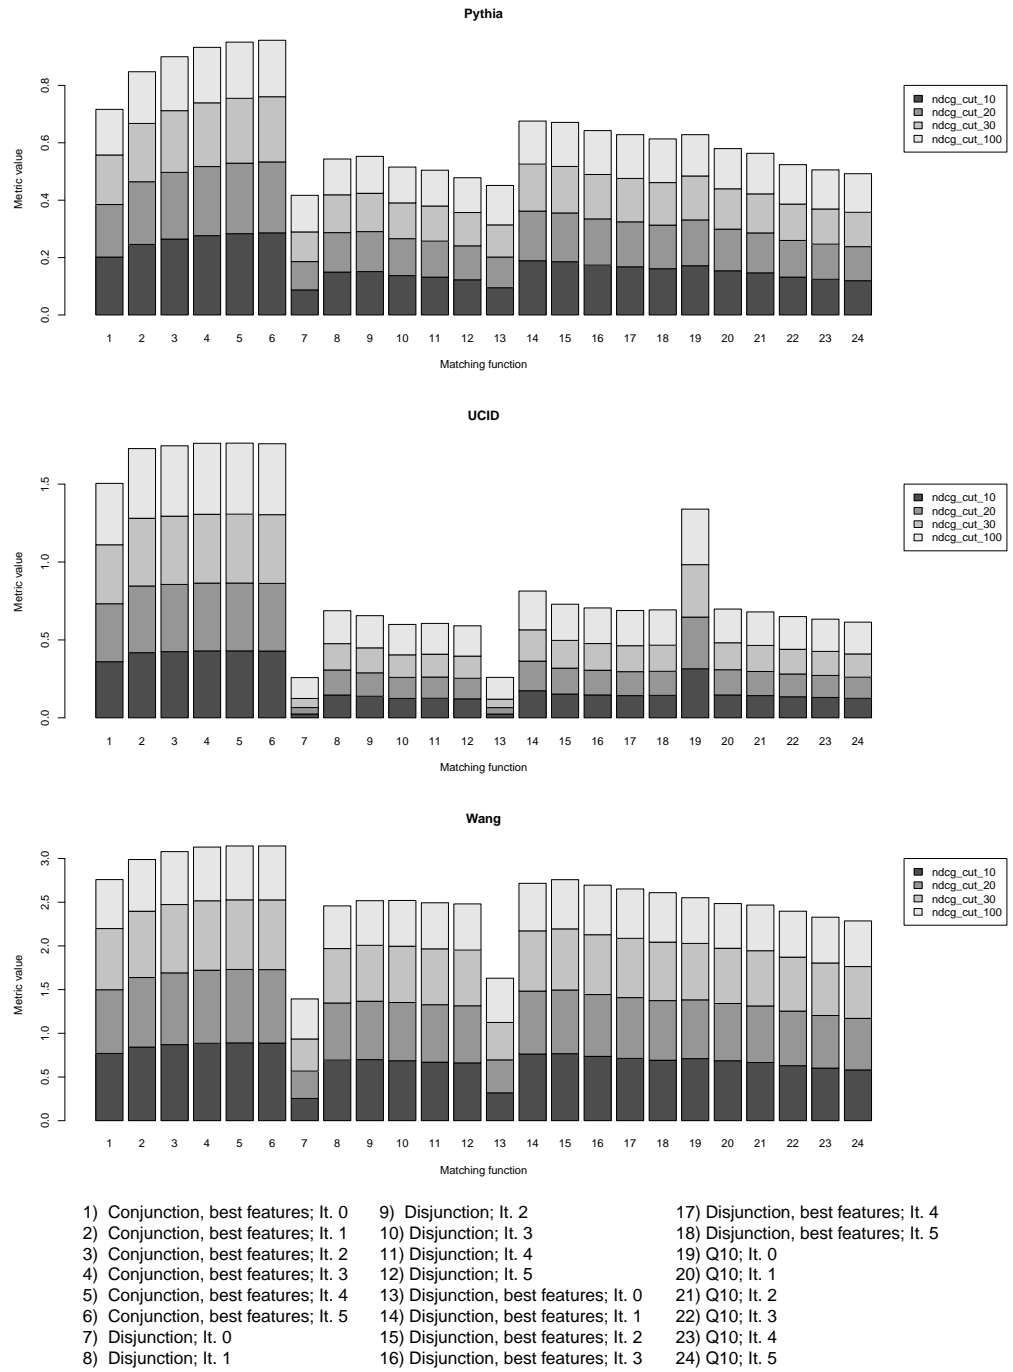 Pythia
0.8
0.6
0.4
0.2
0.0
Metric value
1 2 3 4 5 6 7 8 9 10 11 12 13 14 15 16 17 18 19 20 21 22 23 24
Matching function
ndcg_cut_10
ndcg_cut_20
ndcg_cut_30
ndcg_cut_100
UCID
1.5
1.0
0.5
0.0
Metric value
1 2 3 4 5 6 7 8 9 10 11 12 13 14 15 16 17 18 19 20 21 22 23 24
Matching function
ndcg_cut_10
ndcg_cut_20
ndcg_cut_30
ndcg_cut_100
Wang
3.0
2.5
2.0
1.5
1.0
0.5
0.0
Metric value
1 2 3 4 5 6 7 8 9 10 11 12 13 14 15 16 17 18 19 20 21 22 23 24
Matching function
ndcg_cut_10
ndcg_cut_20
ndcg_cut_30
ndcg_cut_100
1) Conjunction, best features; It. 0
2) Conjunction, best features; It. 1
3) Conjunction, best features; It. 2
4) Conjunction, best features; It. 3
5) Conjunction, best features; It. 4
6) Conjunction, best features; It. 5
7) Disjunction; It. 0
8) Disjunction; It. 1
9) Disjunction; It. 2
10) Disjunction; It. 3
11) Disjunction; It. 4
12) Disjunction; It. 5
13) Disjunction, best features; It. 0
14) Disjunction, best features; It. 1
15) Disjunction, best features; It. 2
16) Disjunction, best features; It. 3
17) Disjunction, best features; It. 4
18) Disjunction, best features; It. 5
19) Q10; It. 0
20) Q10; It. 1
21) Q10; It. 2
22) Q10; It. 3
23) Q10; It. 4
24) Q10; It. 5